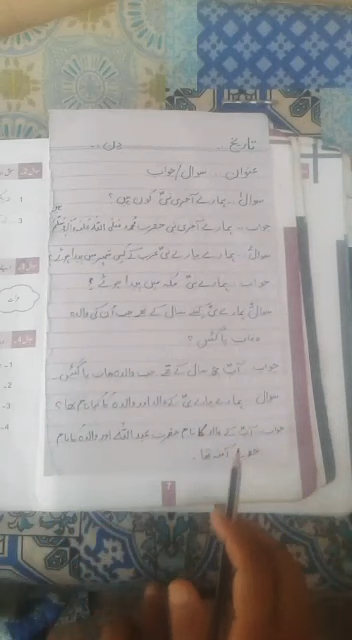 تاریخ ... دن ...
عنوان .. سوال/جواب
سوال .. ہمارے آخری نبیؐ کون ہیں؟
جواب .. ہمارے آخری نبی حضرت محمد صلی اللہ علیہ وآلہ وسلم ہیں
سوال ہمارے پیارے نبیؐ عرب کے کس شہر میں پیدا ہوئے؟
جواب .. ہمارے نبیؐ مکہ میں پیدا ہوئے؟
سوال ہمارے نبیؐ کتنے سال کے تھے جب اُن کی والدہ
وفات پا گئیں؟
جواب آپؐ چھ سال کے تھے جب والدہ وفات پا گئیں۔
سوال ہمارے پیارے نبیؐ کے والد اور والدہ کا کیا نام تھا؟
جواب آپؐ کے والد کا نام حضرت عبداللہ اور والدہ کا نام
آمنہ تھا۔